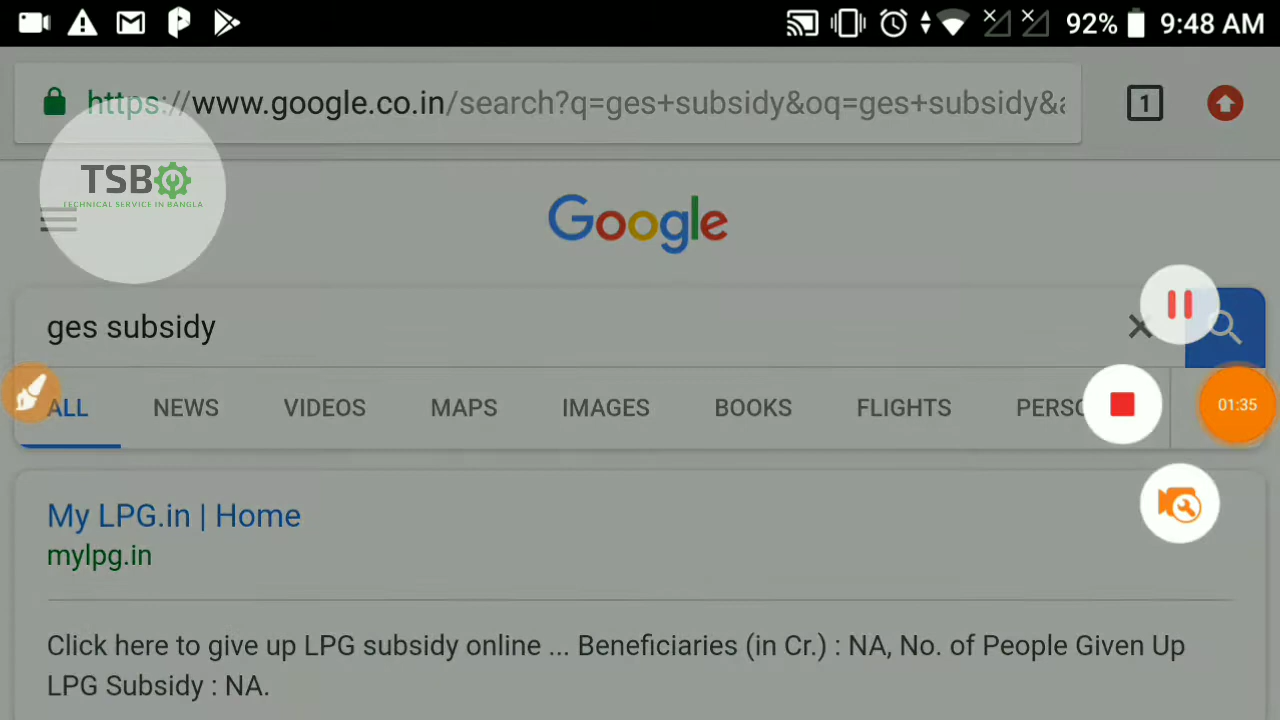 92% 9:48 AM
https://www.google.co.in/search?q=ges+subsidy&oq=ges+subsidy&a
1
TSB
TECHNICAL SERVICE IN BANGLA
Google
ges subsidy
ALL NEWS VIDEOS MAPS IMAGES BOOKS FLIGHTS PERSO
01:35
My LPG.in | Home
mylpg.in
Click here to give up LPG subsidy online ... Beneficiaries (in Cr.) : NA, No. of People Given Up
LPG Subsidy : NA.